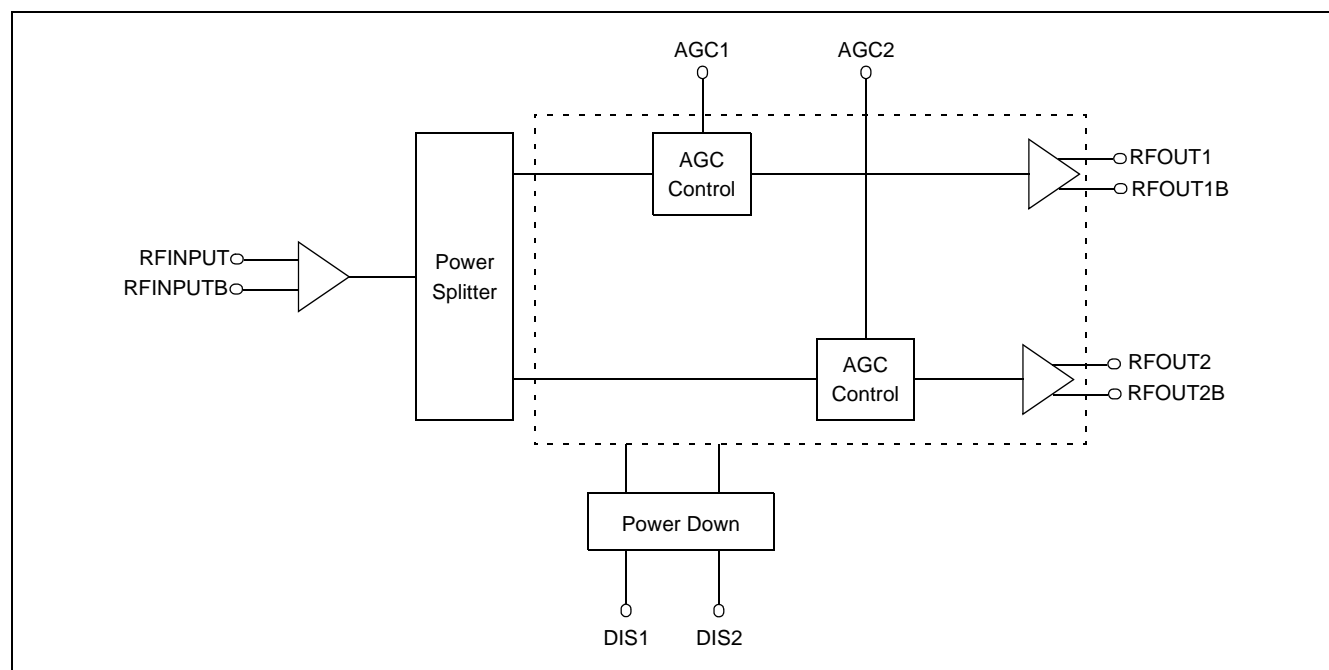 AGC1
AGC2
AGC
Control
RFOUT1
RFOUT1B
RFINPUT
RFINPUTB
Power
Splitter
AGC
Control
RFOUT2
RFOUT2B
Power Down
DIS1
DIS2